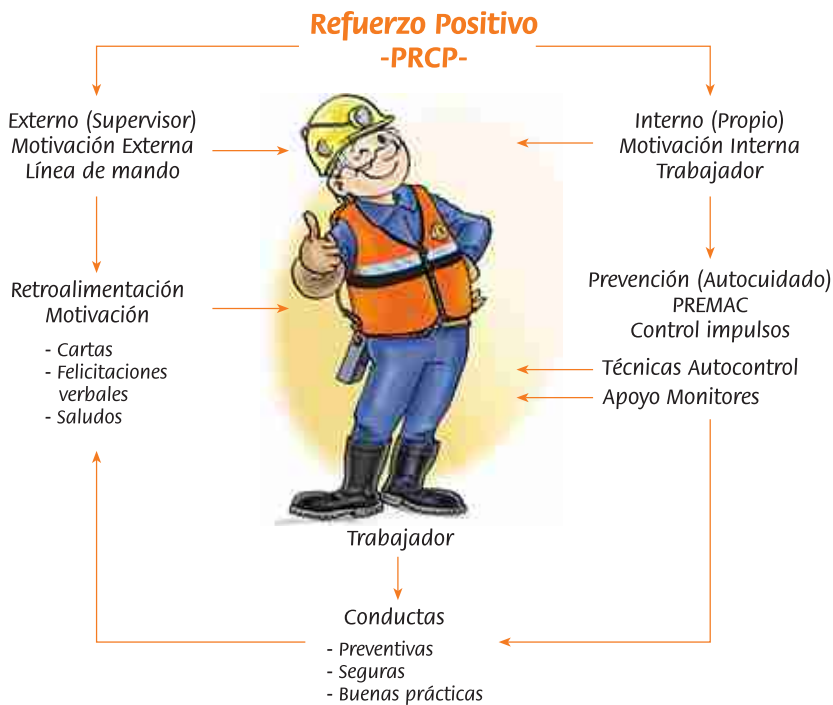 Refuerzo Positivo
-PRCP-
Externo (Supervisor)
Motivación Externa
Línea de mando
Interno (Propio)
Motivación Interna
Trabajador
Retroalimentación
Motivación
- Cartas
- Felicitaciones
verbales
- Saludos
Prevención (Autocuidado)
PREMAC
Control impulsos
Técnicas Autocontrol
Apoyo Monitores
Trabajador
Conductas
- Preventivas
- Seguras
- Buenas prácticas